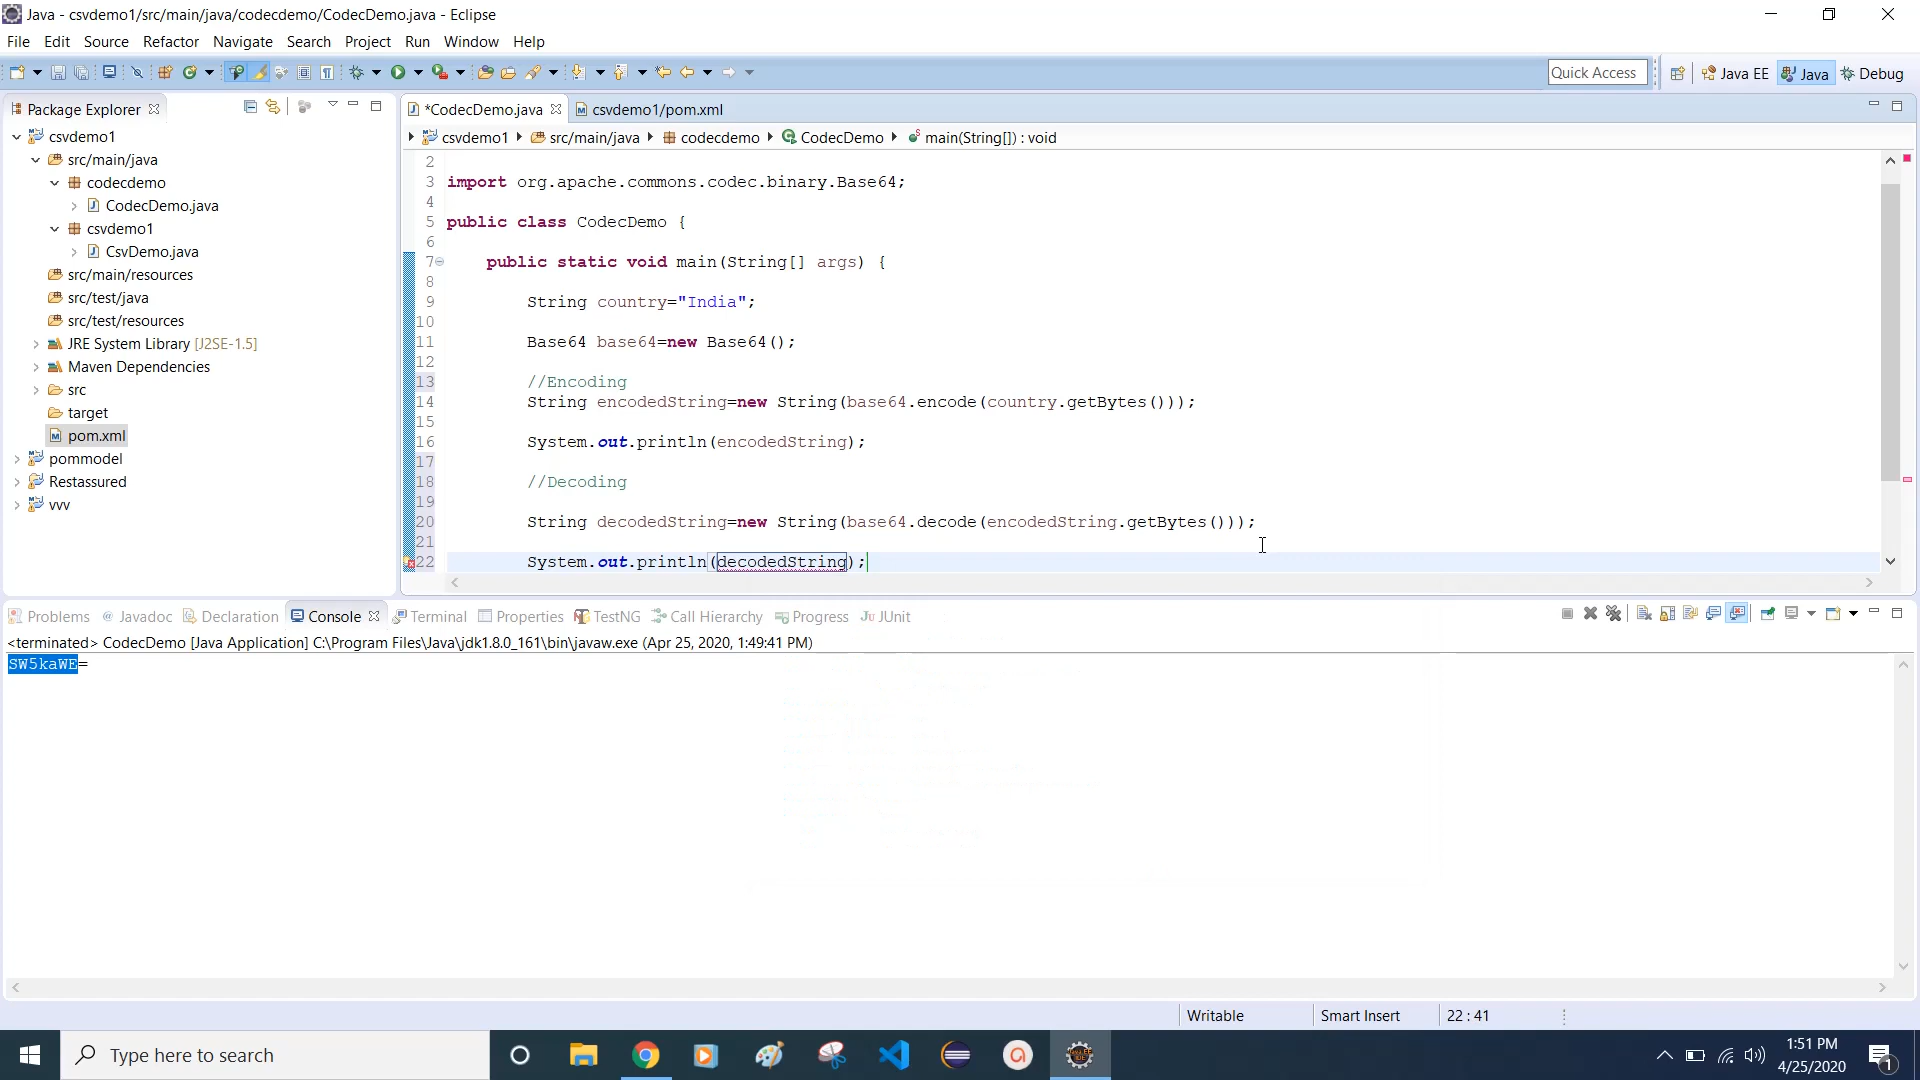 Java - csvdemo1/src/main/java/codecdemo/CodecDemo.java - Eclipse
File Edit Source Refactor Navigate Search Project Run Window Help
Quick Access Java EE Java Debug
Package Explorer
csvdemo1
src/main/java
codecdemo
CodecDemo.java
csvdemo1
CsvDemo.java
src/main/resources
src/test/java
src/test/resources
JRE System Library [J2SE-1.5]
Maven Dependencies
src
target
pom.xml
pommodel
Restassured
vvv
*CodecDemo.java csvdemo1/pom.xml
csvdemo1 src/main/java codecdemo CodecDemo main(String[]) : void
2
3 import org.apache.commons.codec.binary.Base64;
4
5 public class CodecDemo {
6
7 public static void main(String[] args) {
8
9 String country="India";
10
11 Base64 base64=new Base64();
12
13 //Encoding
14 String encodedString=new String(base64.encode(country.getBytes()));
15
16 System.out.println(encodedString);
17
18 //Decoding
19
20 String decodedString=new String(base64.decode(encodedString.getBytes()));
21
22 System.out.println(decodedString);
Problems @ Javadoc Declaration Console Terminal Properties TestNG Call Hierarchy Progress Ju JUnit
<terminated> CodecDemo [Java Application] C:\Program Files\Java\jdk1.8.0_161\bin\javaw.exe (Apr 25, 2020, 1:49:41 PM)
SW5kaWE=
Writable Smart Insert 22 : 41
Type here to search
1:51 PM
4/25/2020
1